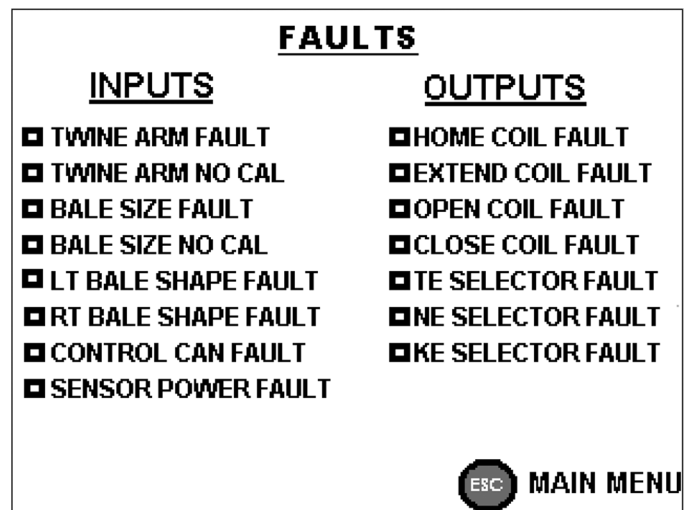 FAULTS
INPUTS
TWINE ARM FAULT
TWINE ARM NO CAL
BALE SIZE FAULT
BALE SIZE NO CAL
LT BALE SHAPE FAULT
RT BALE SHAPE FAULT
CONTROL CAN FAULT
SENSOR POWER FAULT
OUTPUTS
HOME COIL FAULT
EXTEND COIL FAULT
OPEN COIL FAULT
CLOSE COIL FAULT
TE SELECTOR FAULT
NE SELECTOR FAULT
KE SELECTOR FAULT
ESC MAIN MENU